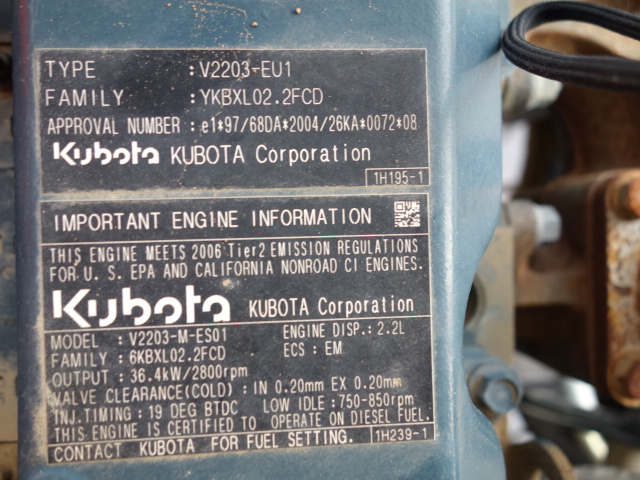 TYPE : V2203-EU1
FAMILY : YKBXL02.2FCD
APPROVAL NUMBER : e1*97/68DA*2004/26KA*0072*08
Kubota KUBOTA Corporation
1H195-1
IMPORTANT ENGINE INFORMATION
THIS ENGINE MEETS 2006 Tier2 EMISSION REGULATIONS
FOR U. S. EPA AND CALIFORNIA NONROAD CI ENGINES.
Kubota KUBOTA Corporation
MODEL : V2203-M-ES01 ENGINE DISP.: 2.2L
FAMILY : 6KBXL02.2FCD ECS : EM
OUTPUT : 36.4kW/2800rpm
VALVE CLEARANCE(COLD) : IN 0.20mm EX 0.20mm
INJ.TIMING: 19 DEG BTDC LOW IDLE: 750-850rpm
THIS ENGINE IS CERTIFIED TO OPERATE ON DIESEL FUEL.
CONTACT KUBOTA FOR FUEL SETTING. 1H239-1